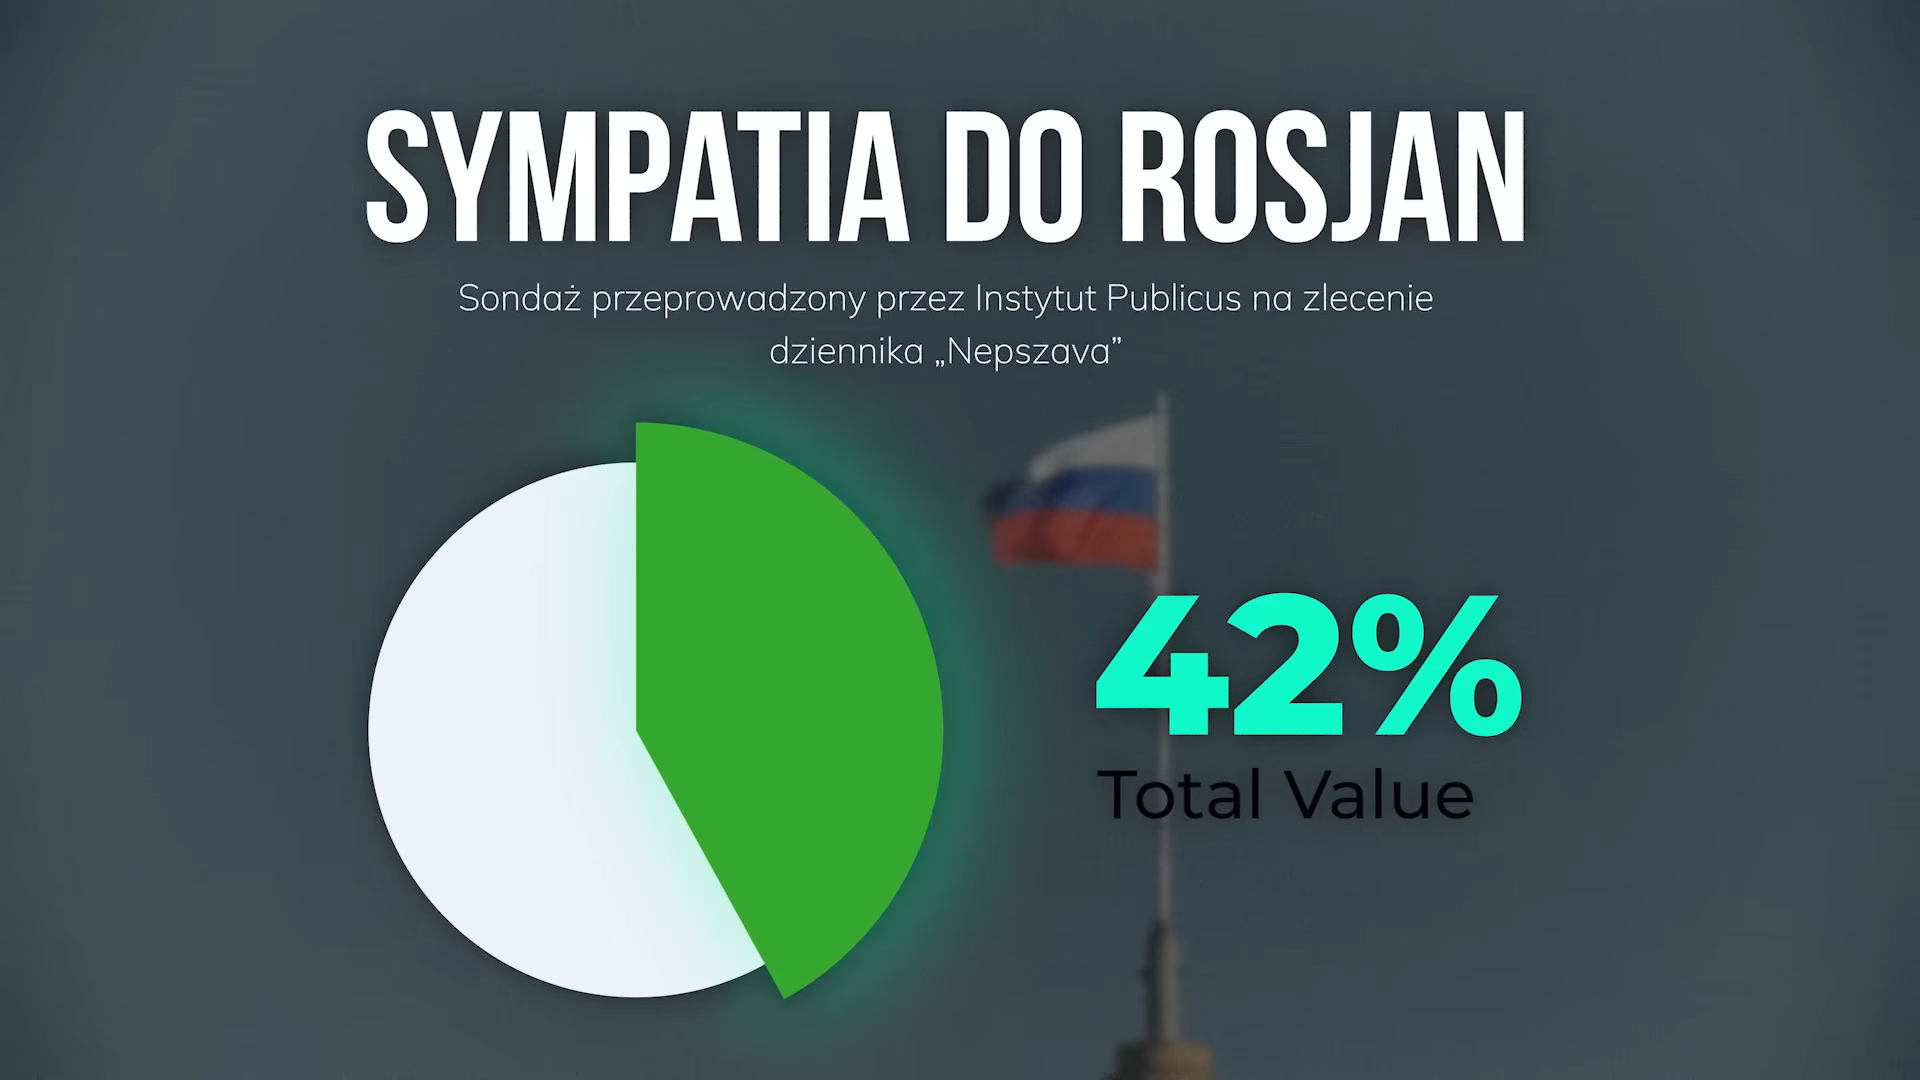 SYMPATIA DO ROSJAN
Sondaż przeprowadzony przez Instytut Publicus na zlecenie
dziennika „Nepszava”
42%
Total Value